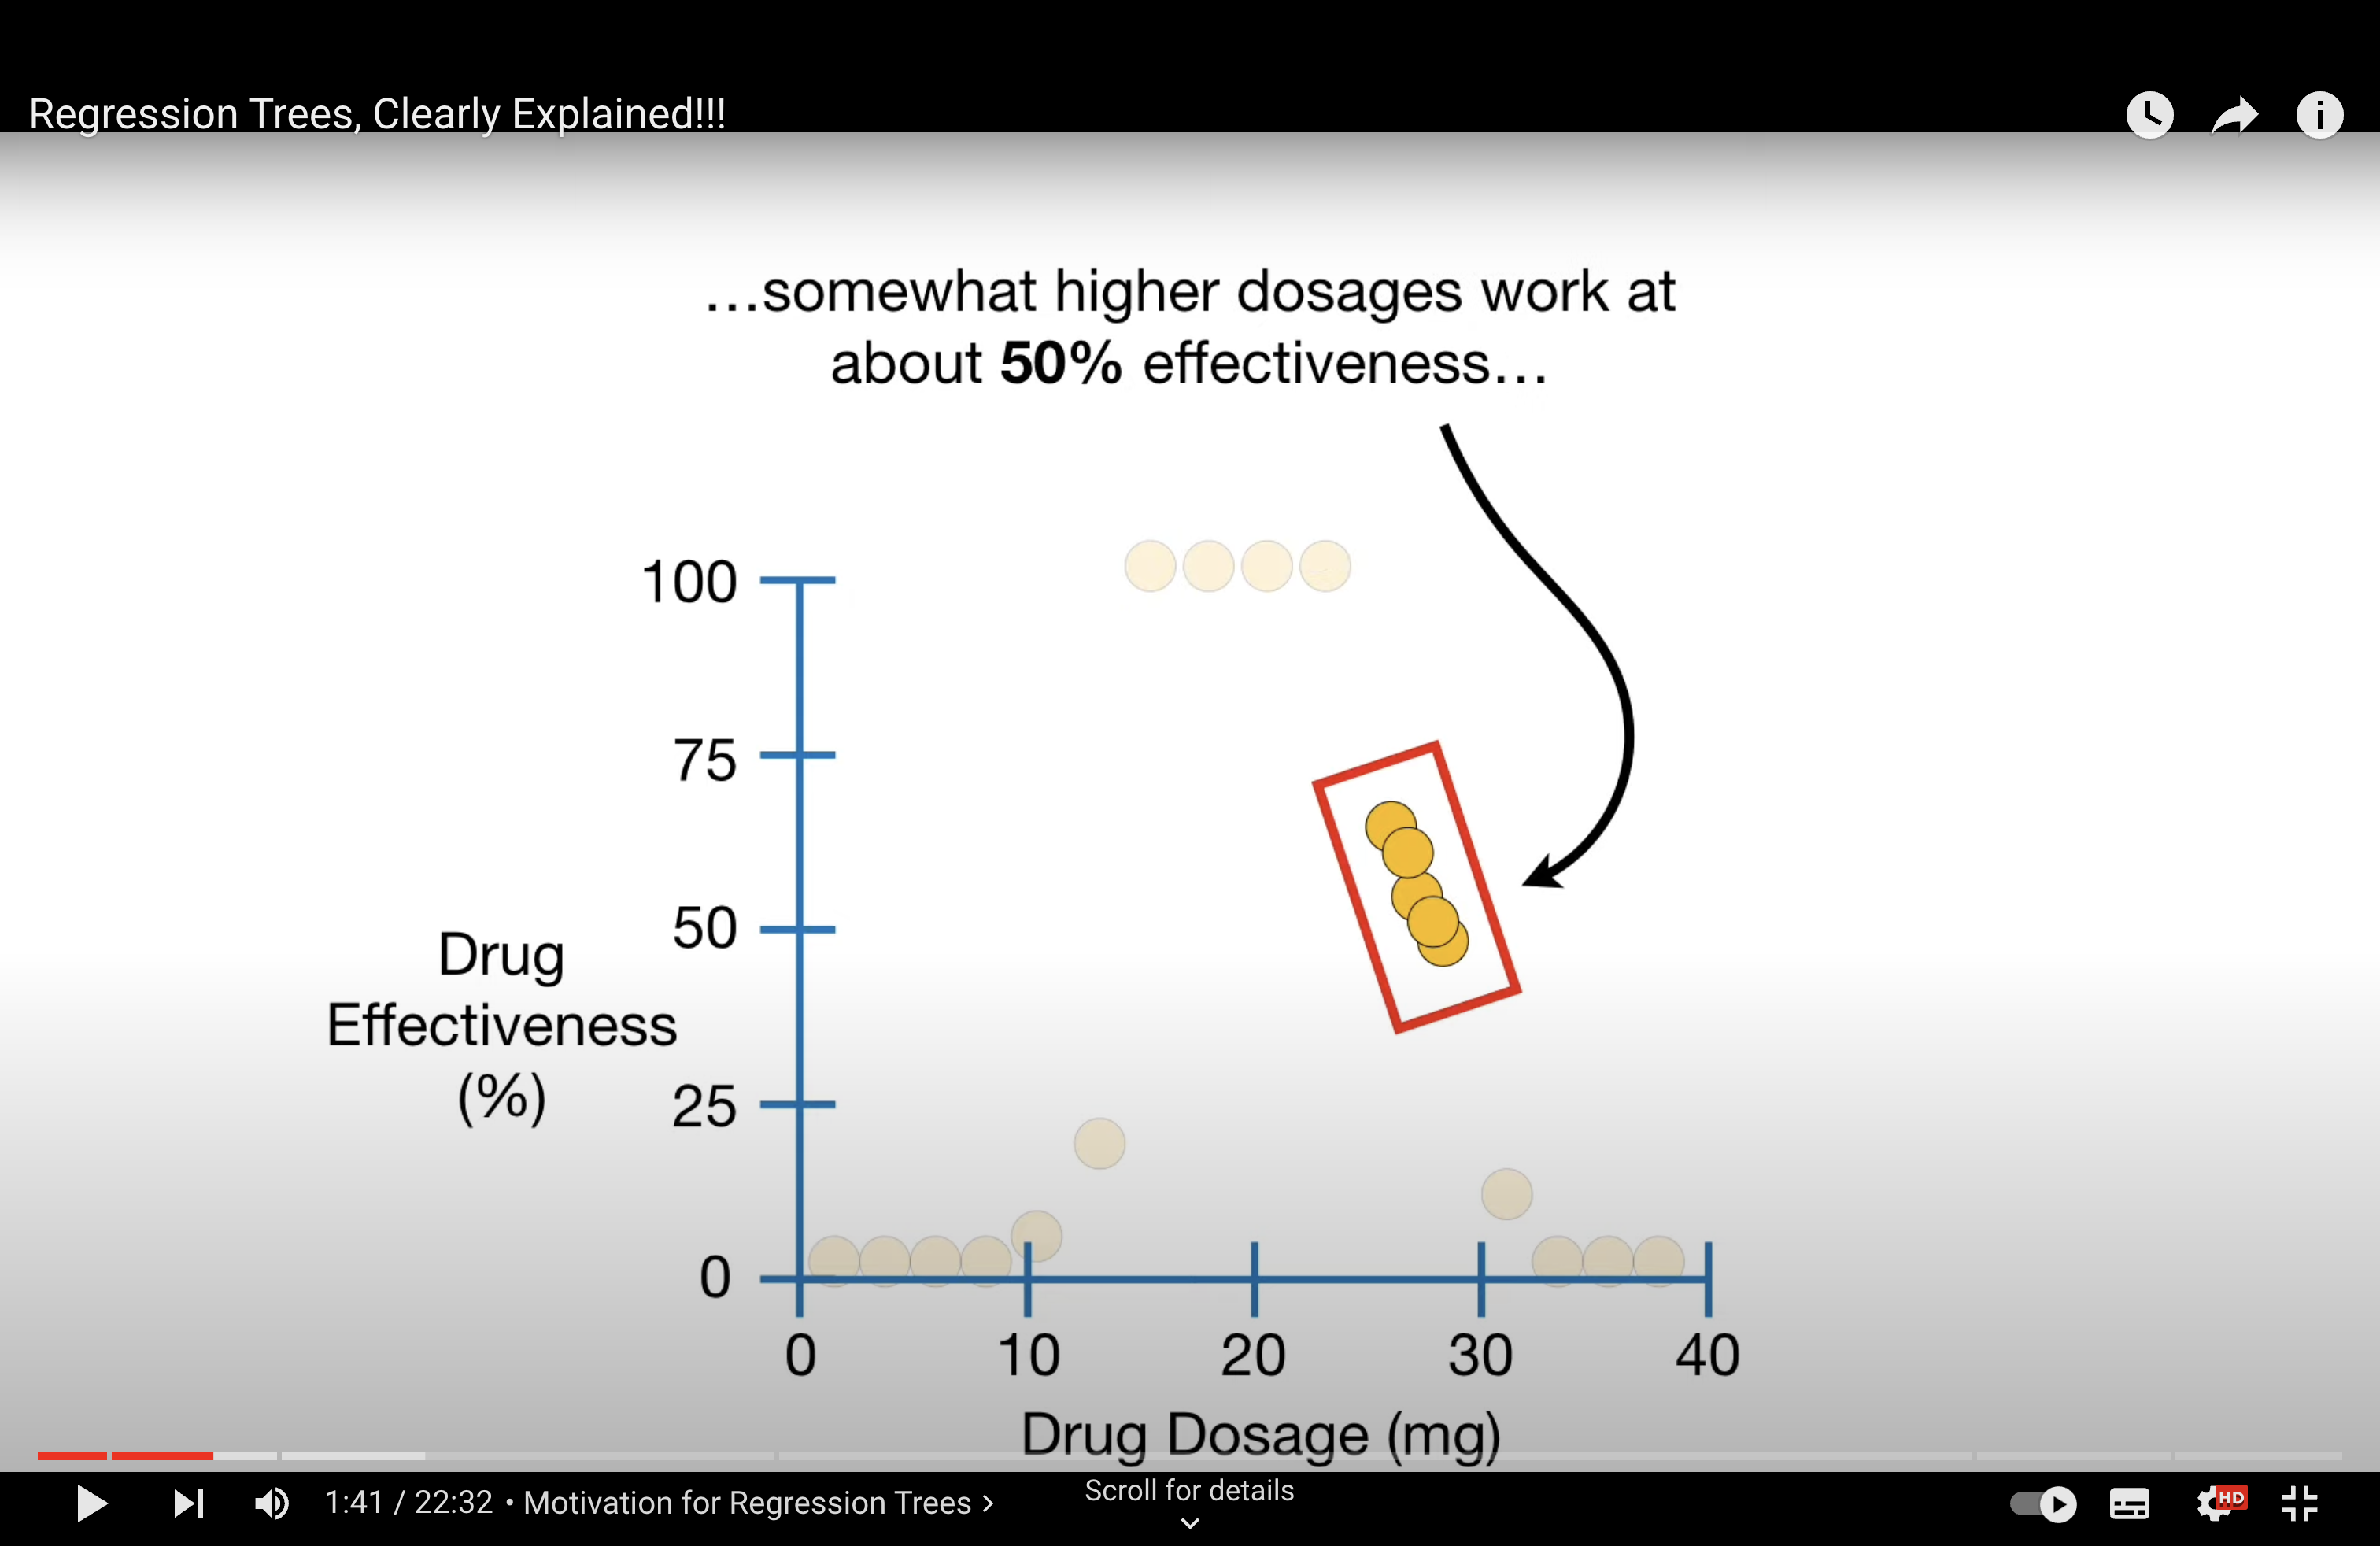 Regression Trees, Clearly Explained!!!
...somewhat higher dosages work at
about 50% effectiveness...
100
75
50
25
0
Drug
Effectiveness
(%)
0 10 20 30 40
Drug Dosage (mg)
1:41 / 22:32 • Motivation for Regression Trees >
Scroll for details
HD